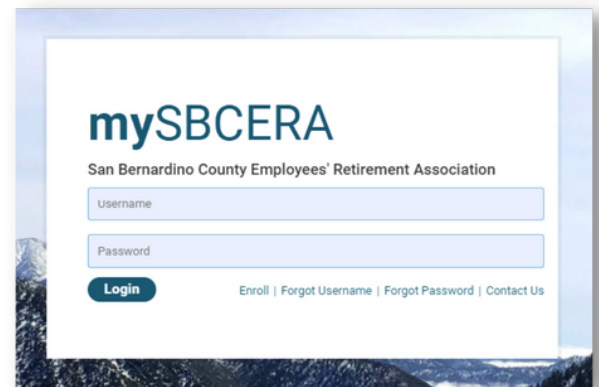 mySBCERA
San Bernardino County Employees' Retirement Association
Username
Password
Login
Enroll | Forgot Username | Forgot Password | Contact Us